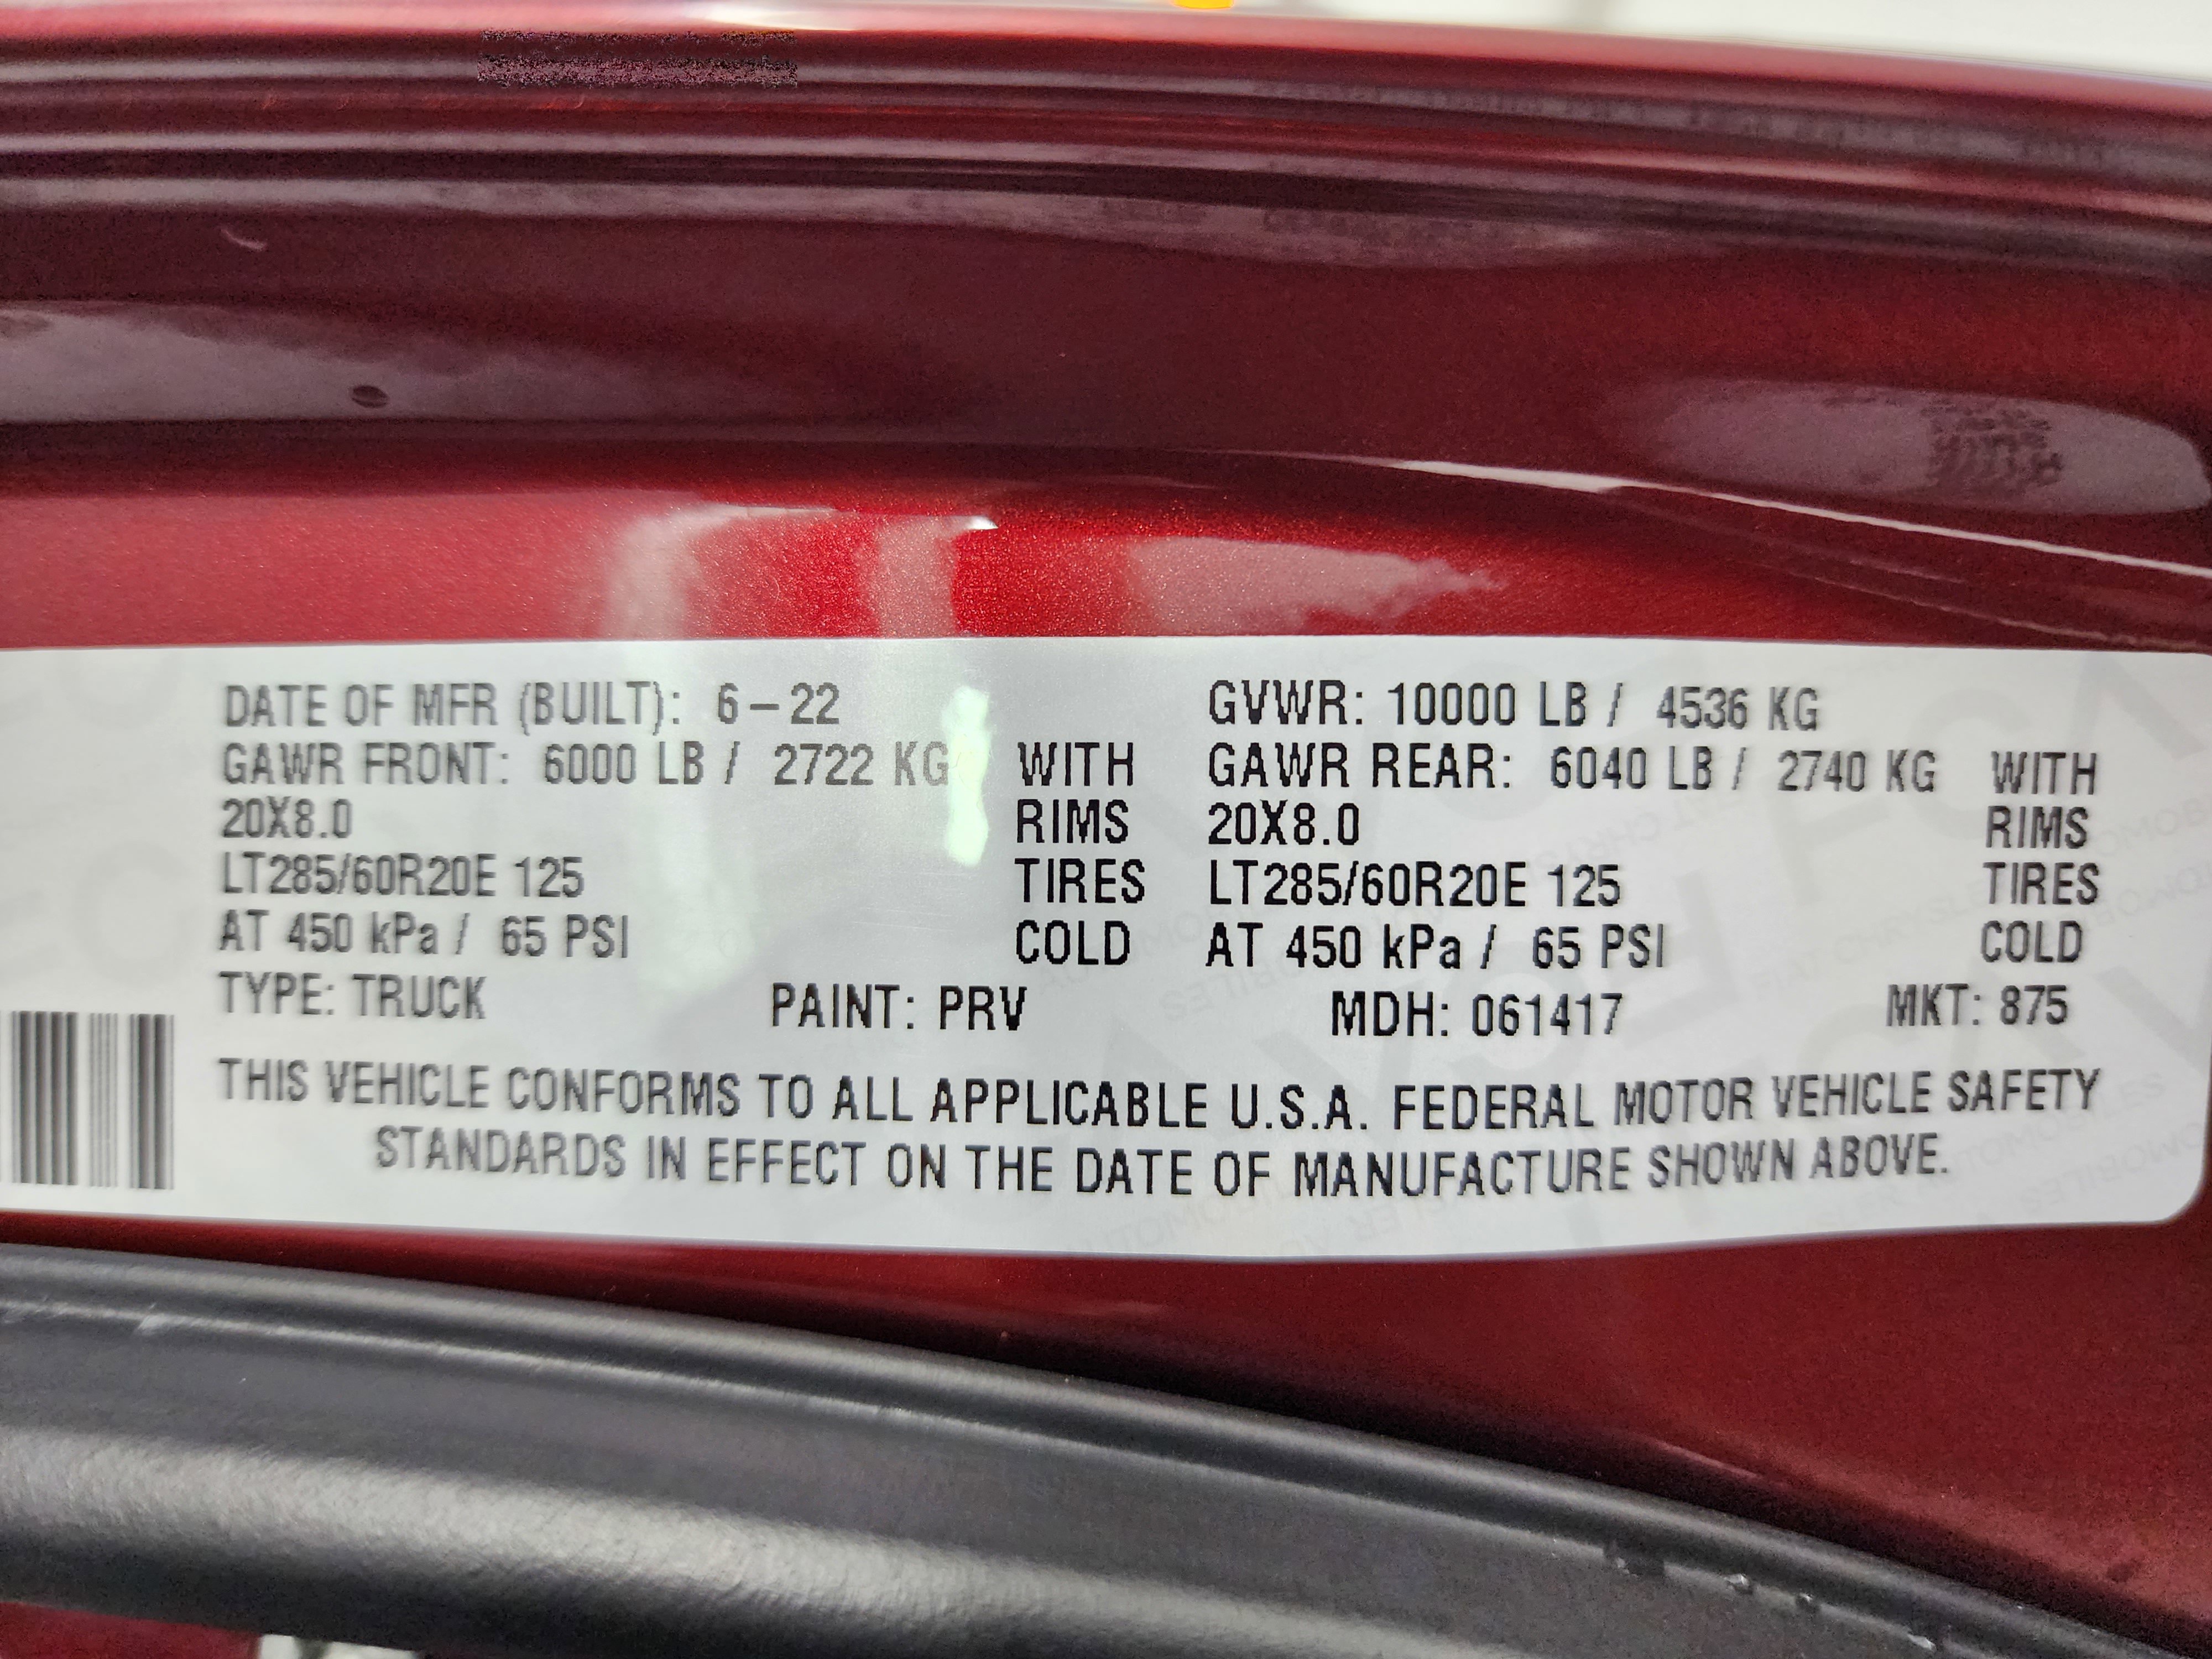 DATE OF MFR (BUILT): 6-22 GVWR: 10000 LB / 4536 KG
GAWR FRONT: 6000 LB / 2722 KG WITH GAWR REAR: 6040 LB / 2740 KG WITH
20X8.0 RIMS 20X8.0 RIMS
LT285/60R20E 125 TIRES LT285/60R20E 125 TIRES
AT 450 kPa / 65 PSI COLD AT 450 kPa / 65 PSI COLD
TYPE: TRUCK PAINT: PRV MDH: 061417 MKT: 875
THIS VEHICLE CONFORMS TO ALL APPLICABLE U.S.A. FEDERAL MOTOR VEHICLE SAFETY
STANDARDS IN EFFECT ON THE DATE OF MANUFACTURE SHOWN ABOVE.